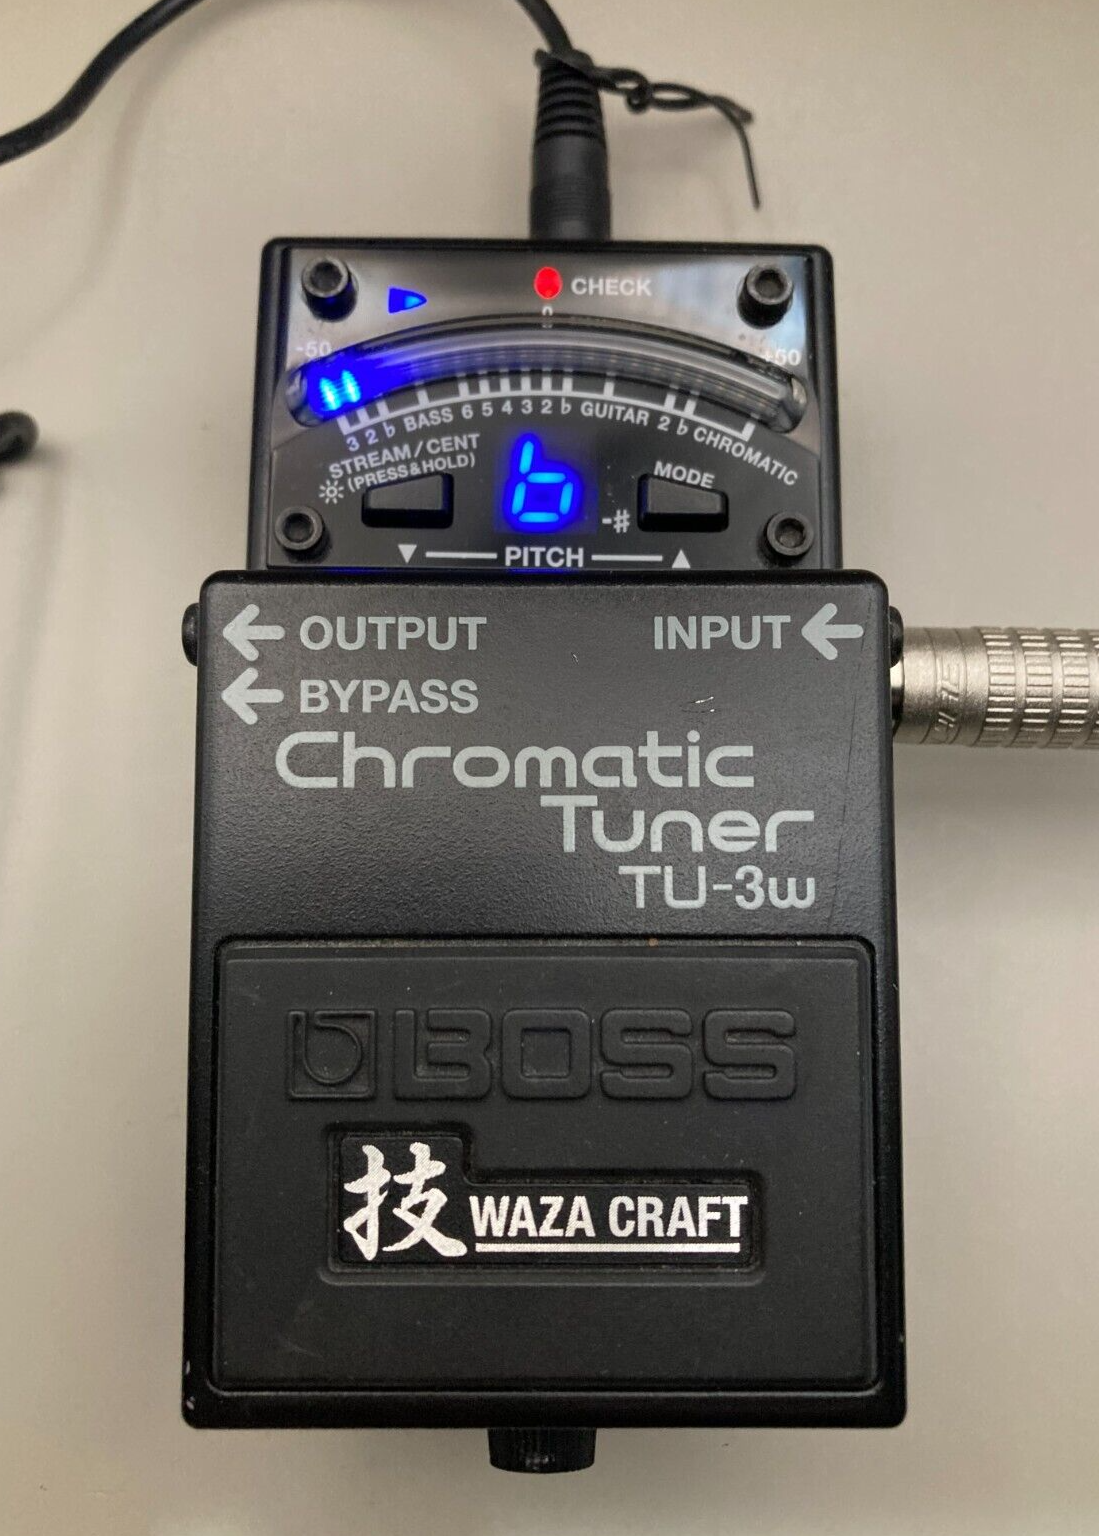 CHECK
0
-50 +50
3 2 ♭ BASS 6 5 4 3 2 ♭ GUITAR 2 ♭ CHROMATIC
STREAM/CENT
(PRESS&HOLD)
MODE
b
-#
▼ PITCH ▲
← OUTPUT INPUT ←
← BYPASS
Chromatic
Tuner
TU-3w
BOSS
技 WAZA CRAFT